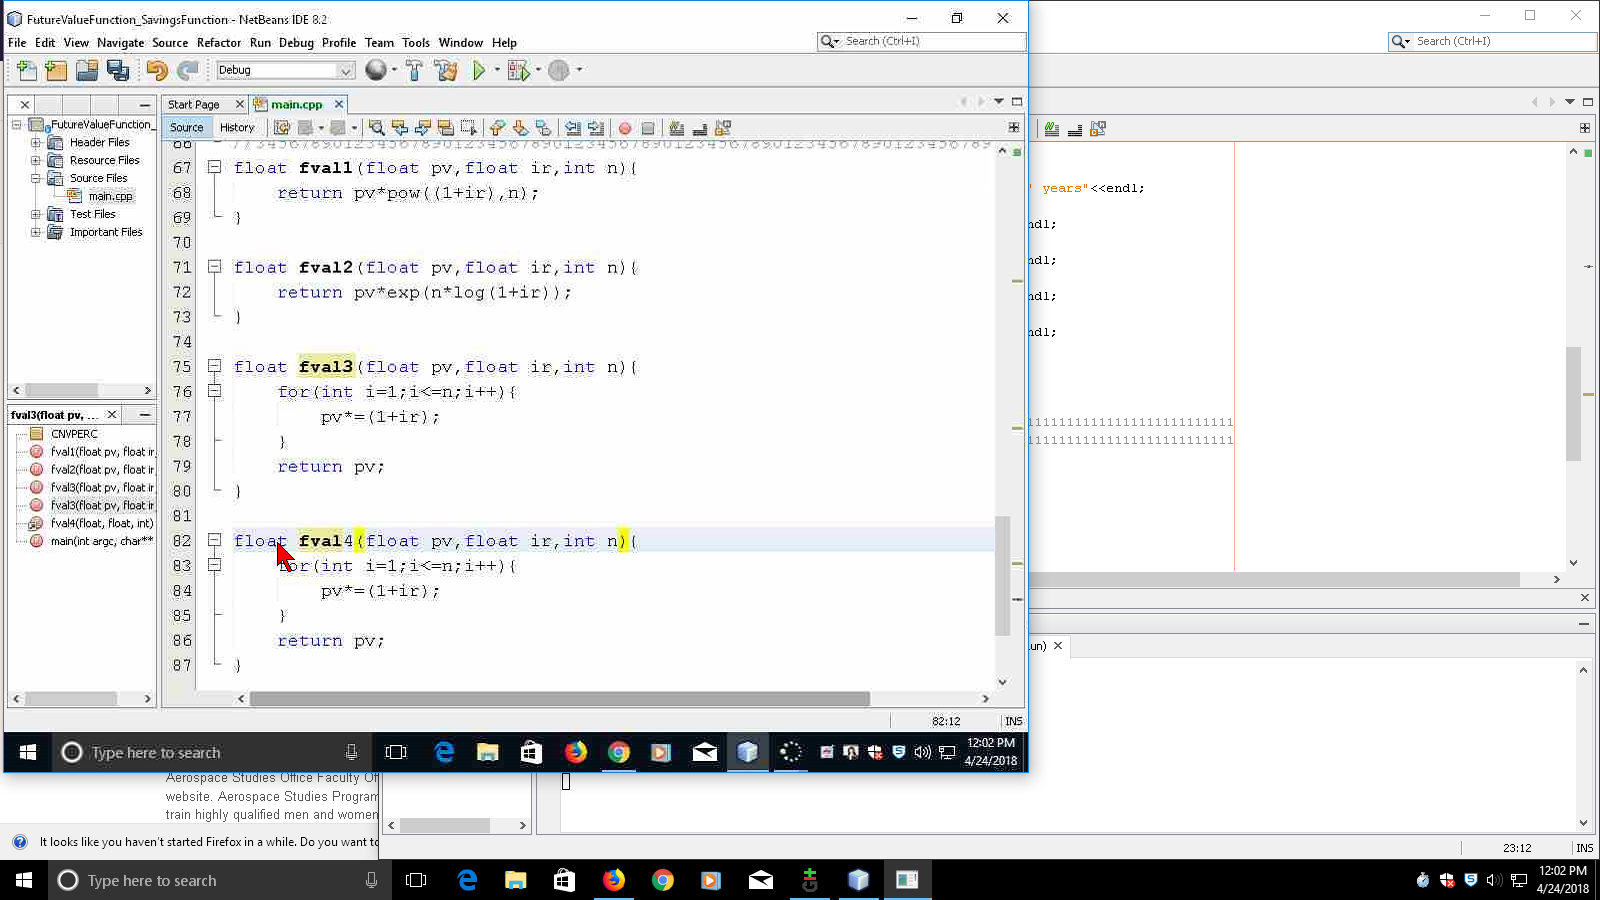 FutureValueFunction_SavingsFunction - NetBeans IDE 8.2
File Edit View Navigate Source Refactor Run Debug Profile Team Tools Window Help
Search (Ctrl+I)
Search (Ctrl+I)
Debug
Start Page
main.cpp
Source History
FutureValueFunction_
Header Files
Resource Files
Source Files
main.cpp
Test Files
Important Files
66 //34567890123456789012345678901234567890123456789012345678901234567890123456789
67 float fval1(float pv,float ir,int n){
68 return pv*pow((1+ir),n);
69 }
70
71 float fval2(float pv,float ir,int n){
72 return pv*exp(n*log(1+ir));
73 }
74
75 float fval3(float pv,float ir,int n){
76 for(int i=1;i<=n;i++){
77 pv*=(1+ir);
78 }
79 return pv;
80 }
81
82 float fval4(float pv,float ir,int n){
83 for(int i=1;i<=n;i++){
84 pv*=(1+ir);
85 }
86 return pv;
87 }
fval3(float pv, ...
CNVPERC
fval1(float pv, float ir,
fval2(float pv, float ir,
fval3(float pv, float ir,
fval3(float pv, float ir
fval4(float, float, int)
main(int argc, char**
82:12 INS
Type here to search
12:02 PM
4/24/2018
" years"<<endl;
ndl;
ndl;
ndl;
ndl;
un)
Aerospace Studies Office Faculty Of
website. Aerospace Studies Program
train highly qualified men and women
It looks like you haven't started Firefox in a while. Do you want to
23:12 INS
Type here to search
12:02 PM
4/24/2018